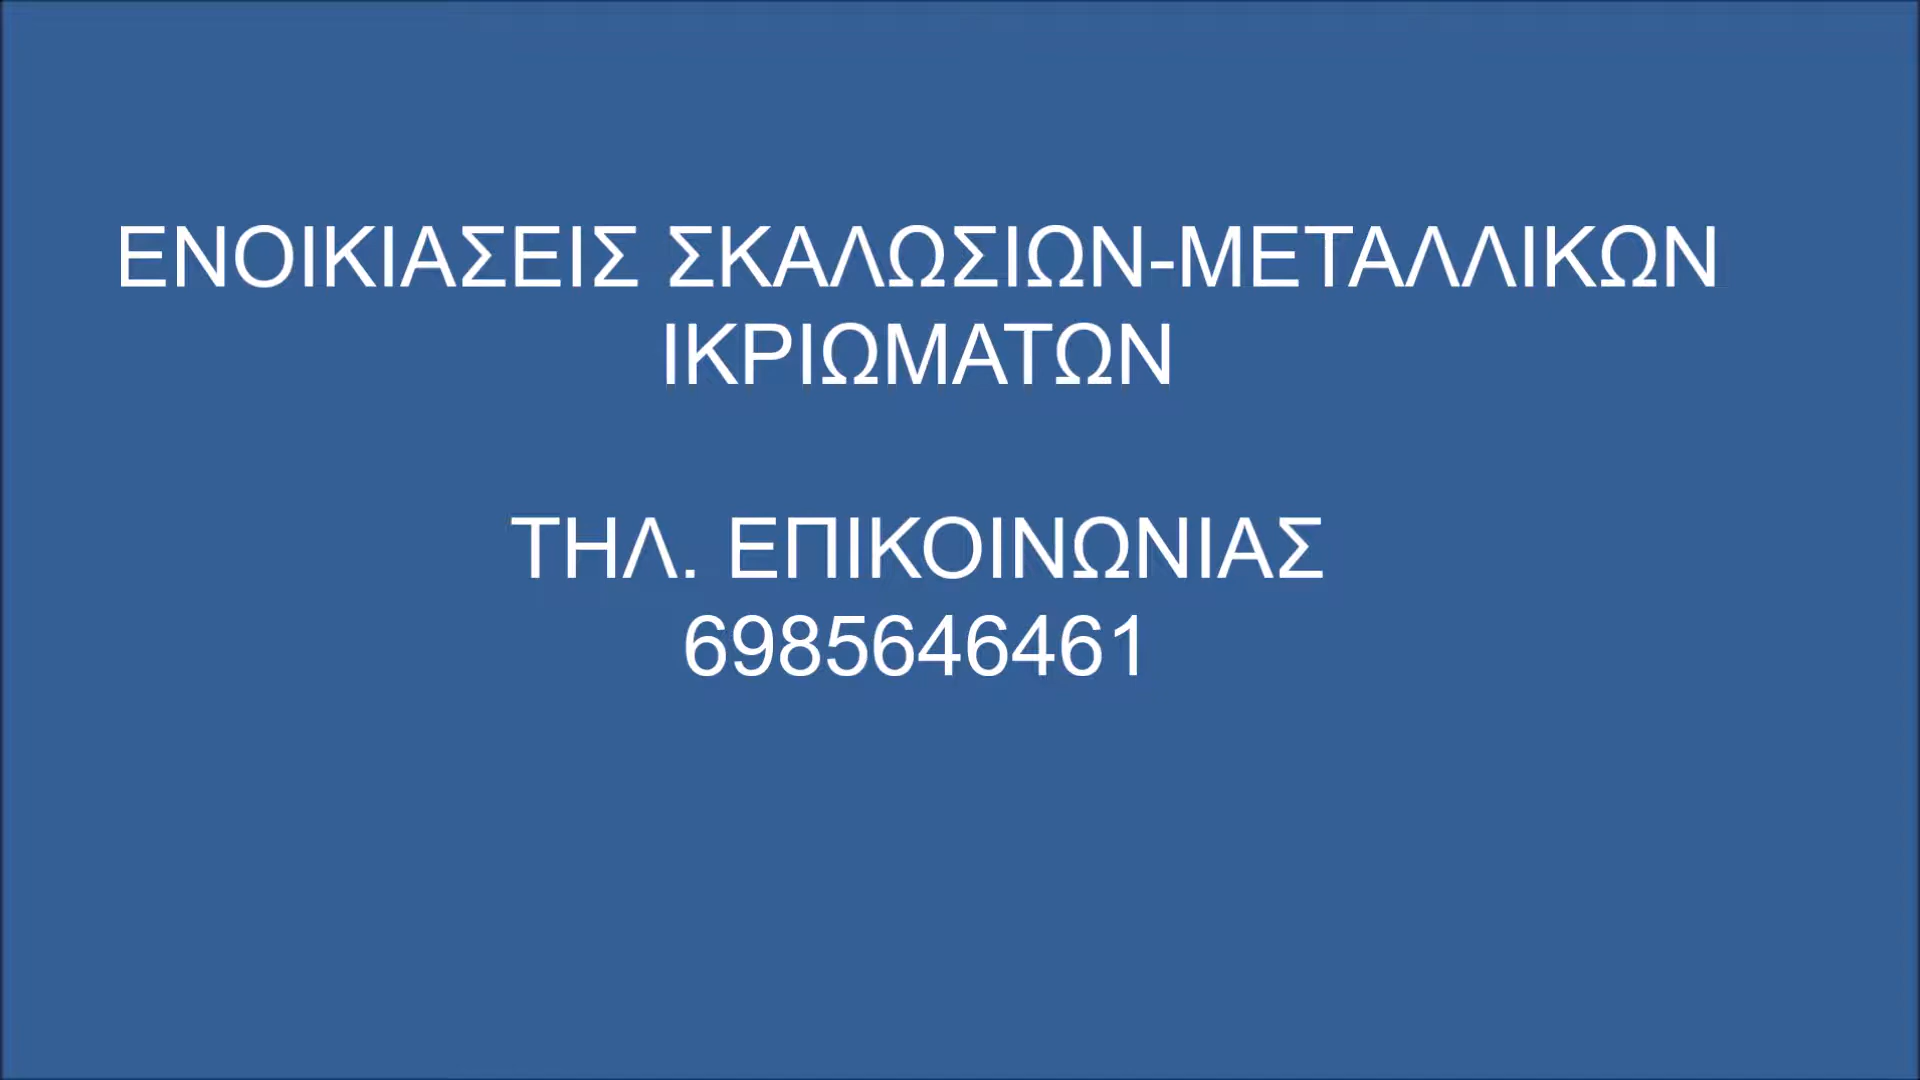 ΕΝΟΙΚΙΑΣΕΙΣ ΣΚΑΛΩΣΙΩΝ-ΜΕΤΑΛΛΙΚΩΝ
ΙΚΡΙΩΜΑΤΩΝ
ΤΗΛ. ΕΠΙΚΟΙΝΩΝΙΑΣ
6985646461